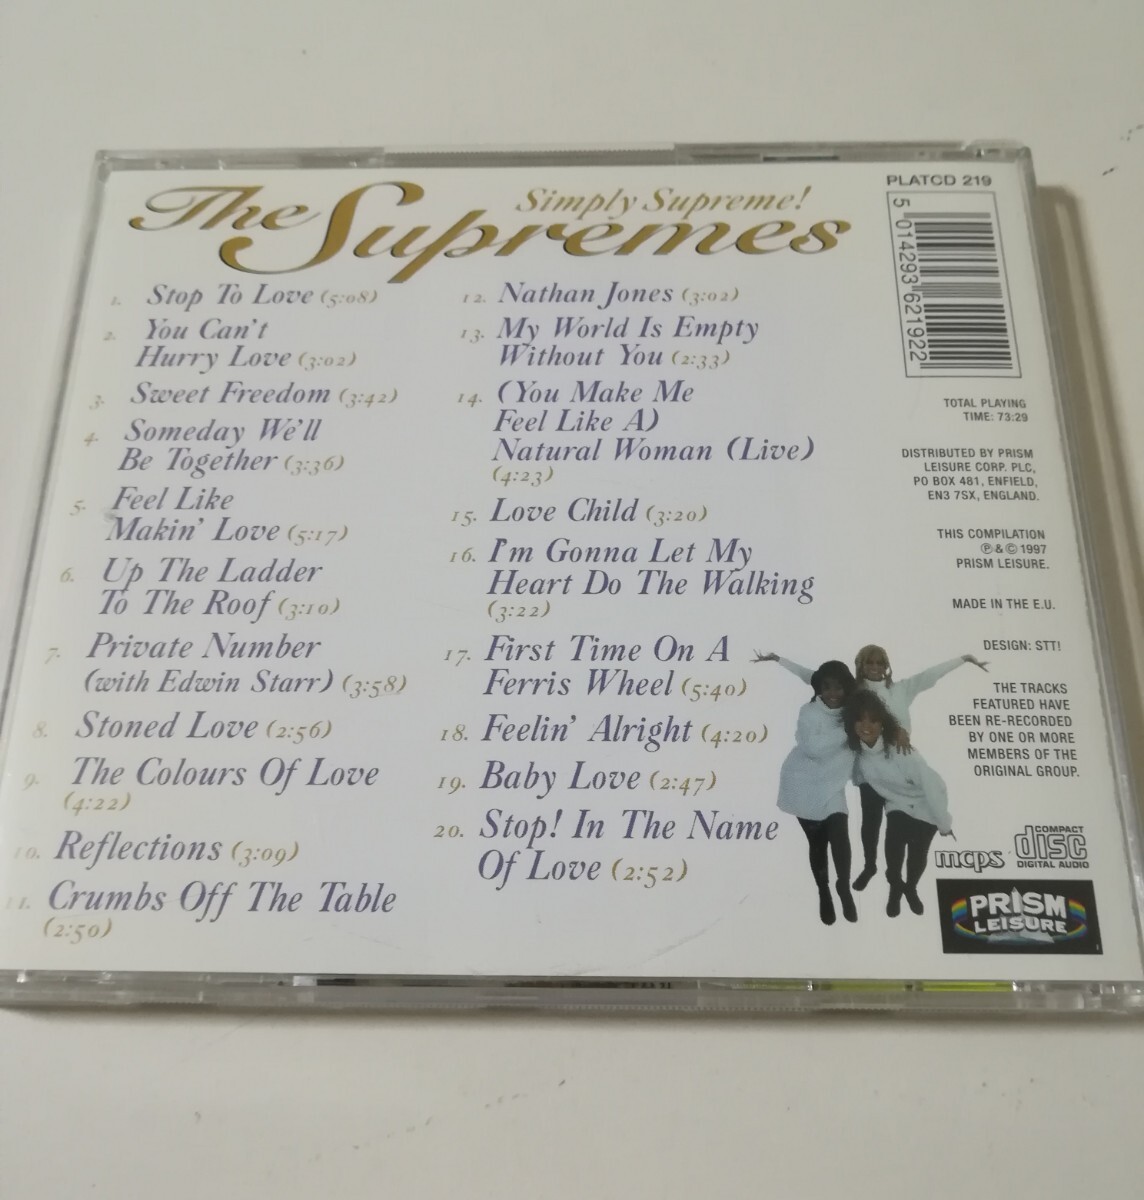 Simply Supreme!
The Supremes
1. Stop To Love (5:08)
2. You Can't
Hurry Love (3:02)
3. Sweet Freedom (3:42)
4. Someday We'll
Be Together (3:36)
5. Feel Like
Makin' Love (5:17)
6. Up The Ladder
To The Roof (3:10)
7. Private Number
(with Edwin Starr) (3:58)
8. Stoned Love (2:56)
9. The Colours Of Love
(4:22)
10. Reflections (3:09)
11. Crumbs Off The Table
(2:50)
12. Nathan Jones (3:02)
13. My World Is Empty
Without You (2:33)
14. (You Make Me
Feel Like A)
Natural Woman (Live)
(4:23)
15. Love Child (3:20)
16. I'm Gonna Let My
Heart Do The Walking
(3:22)
17. First Time On A
Ferris Wheel (5:40)
18. Feelin' Alright (4:20)
19. Baby Love (2:47)
20. Stop! In The Name
Of Love (2:52)
PLATCD 219
5 014293 621922
TOTAL PLAYING
TIME: 73:29
DISTRIBUTED BY PRISM
LEISURE CORP. PLC,
PO BOX 481, ENFIELD,
EN3 7SX, ENGLAND.
THIS COMPILATION
℗ & © 1997
PRISM LEISURE.
MADE IN THE E.U.
DESIGN: STT!
THE TRACKS
FEATURED HAVE
BEEN RE-RECORDED
BY ONE OR MORE
MEMBERS OF THE
ORIGINAL GROUP.
mcps
COMPACT
disc
DIGITAL AUDIO
PRISM
LEISURE